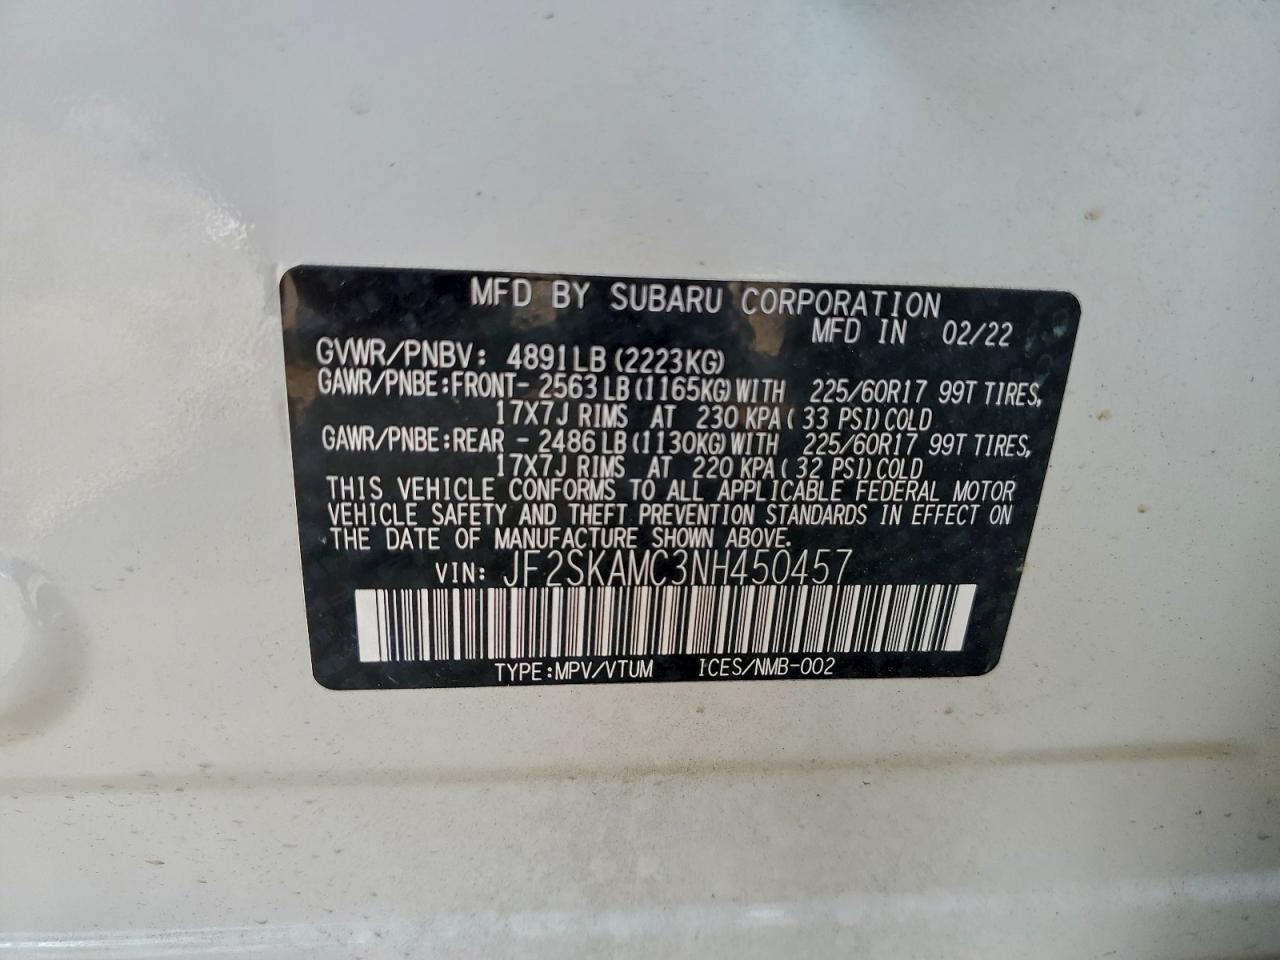 MFD BY SUBARU CORPORATION
MFD IN 02/22
GVWR/PNBV: 4891LB (2223KG)
GAWR/PNBE:FRONT- 2563LB(1165KG)WITH 225/60R17 99T TIRES,
17X7J RIMS AT 230 KPA( 33 PSI)COLD
GAWR/PNBE:REAR - 2486LB(1130KG)WITH 225/60R17 99T TIRES,
17X7J RIMS AT 220 KPA( 32 PSI)COLD
THIS VEHICLE CONFORMS TO ALL APPLICABLE FEDERAL MOTOR
VEHICLE SAFETY AND THEFT PREVENTION STANDARDS IN EFFECT ON
THE DATE OF MANUFACTURE SHOWN ABOVE.
VIN: JF2SKAMC3NH450457
TYPE:MPV/VTUM ICES/NMB-002